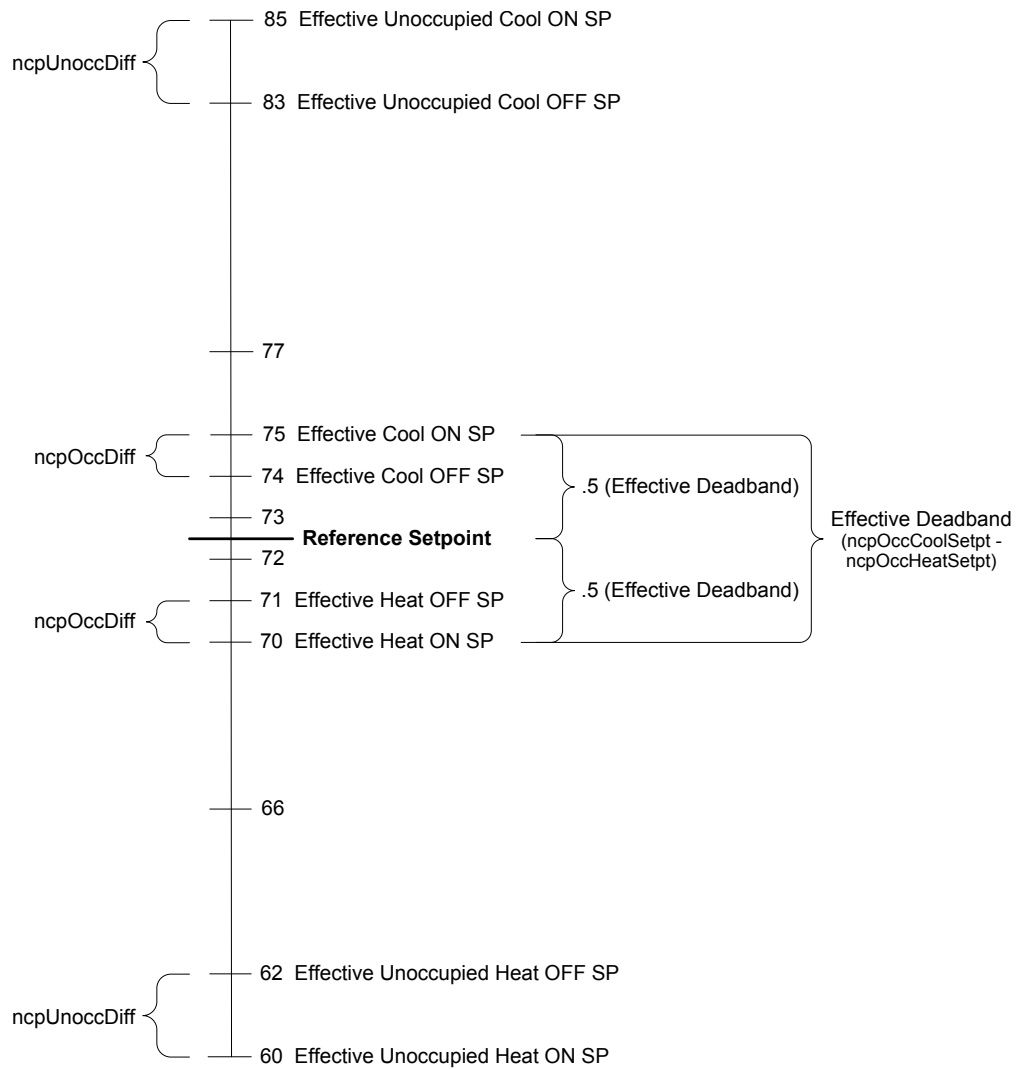 85 Effective Unoccupied Cool ON SP
ncpUnoccDiff
83 Effective Unoccupied Cool OFF SP
77
75 Effective Cool ON SP
ncpOccDiff
74 Effective Cool OFF SP
.5 (Effective Deadband)
73
Reference Setpoint
Effective Deadband
(ncpOccCoolSetpt -
ncpOccHeatSetpt)
72
71 Effective Heat OFF SP
.5 (Effective Deadband)
ncpOccDiff
70 Effective Heat ON SP
66
62 Effective Unoccupied Heat OFF SP
ncpUnoccDiff
60 Effective Unoccupied Heat ON SP